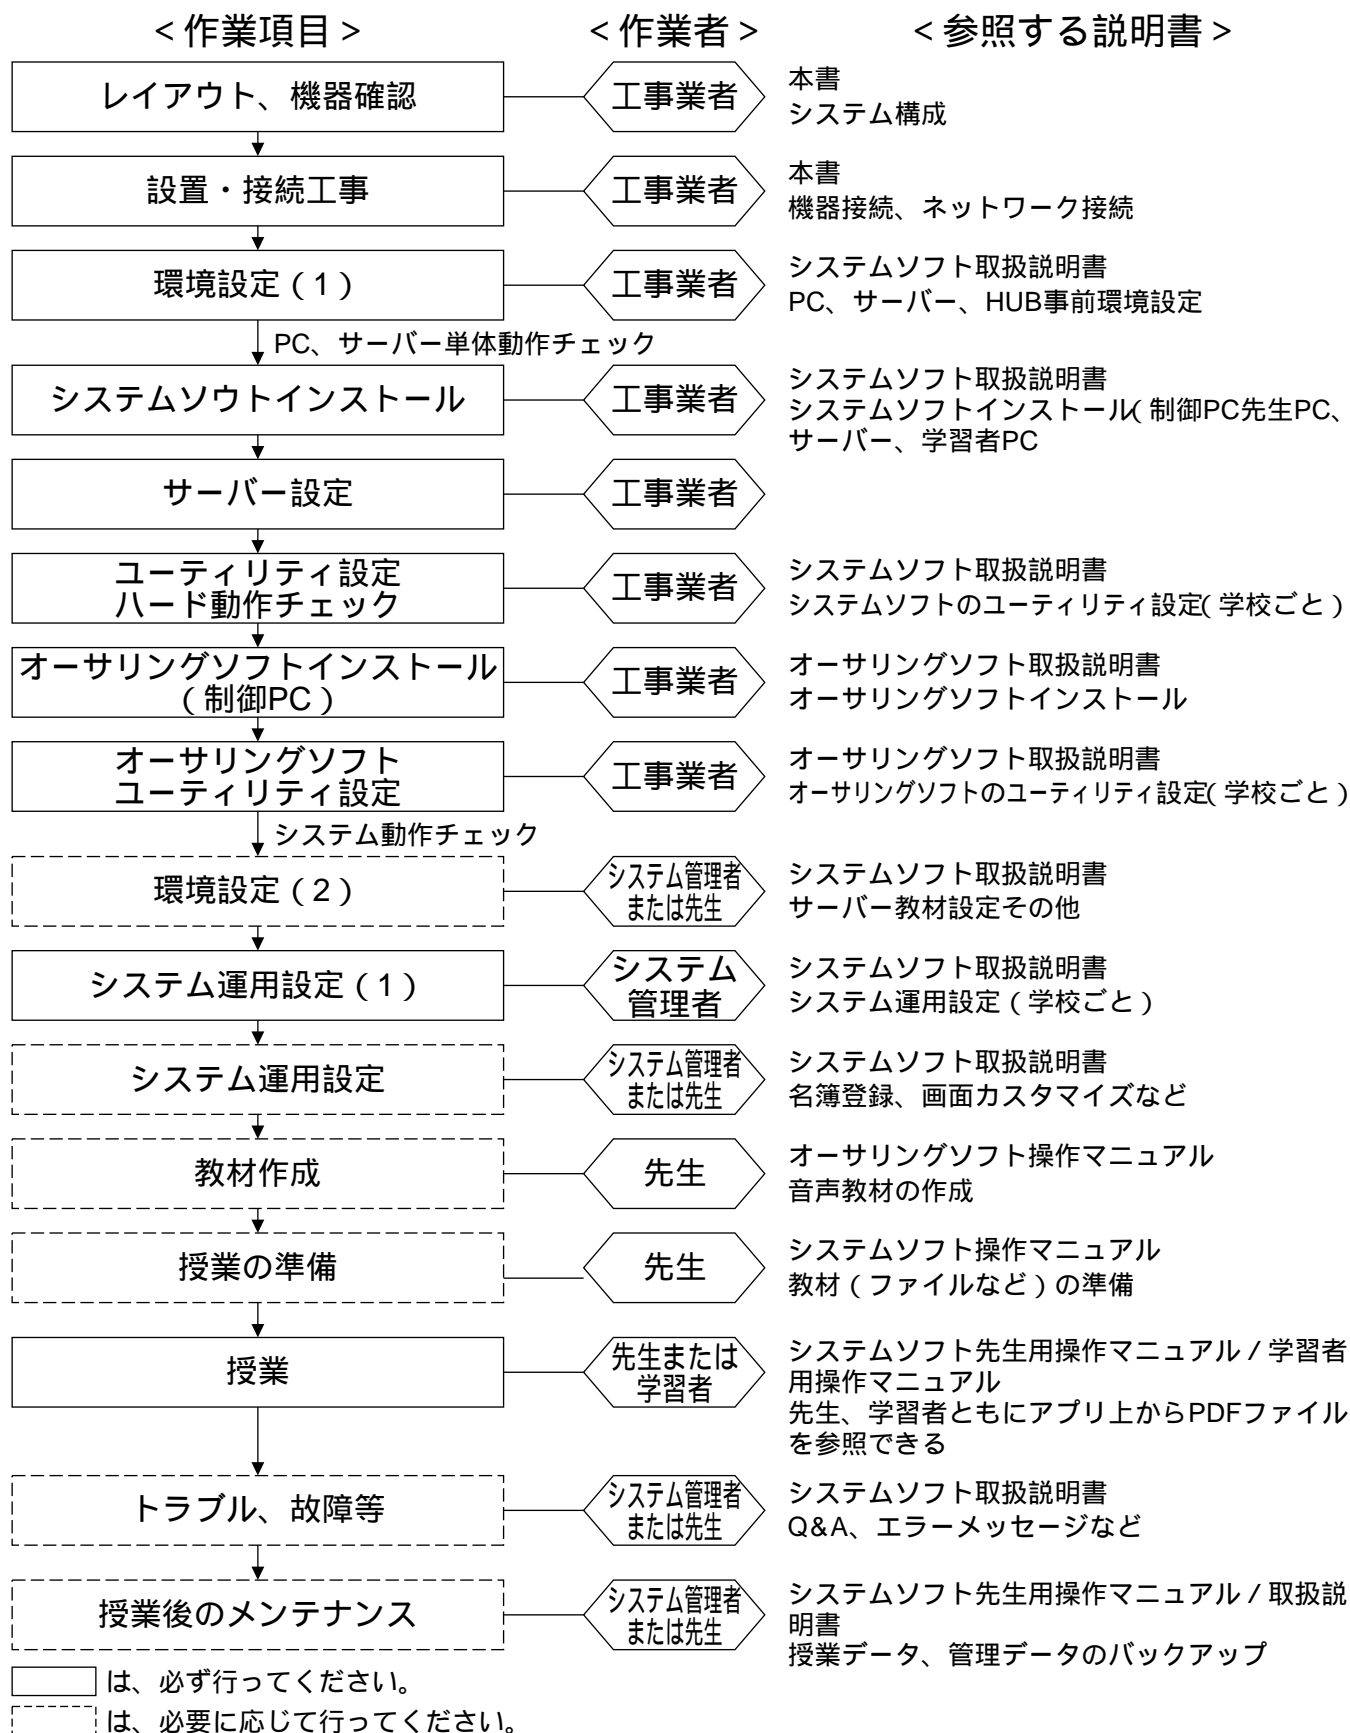 ＜作業項目＞ ＜作業者＞ ＜参照する説明書＞
レイアウト、機器確認
工事業者
本書
システム構成
設置・接続工事
工事業者
本書
機器接続、ネットワーク接続
環境設定（1）
工事業者
システムソフト取扱説明書
PC、サーバー、HUB事前環境設定
PC、サーバー単体動作チェック
システムソウトインストール
工事業者
システムソフト取扱説明書
システムソフトインストール（制御PC先生PC、
サーバー、学習者PC
サーバー設定
工事業者
ユーティリティ設定
ハード動作チェック
工事業者
システムソフト取扱説明書
システムソフトのユーティリティ設定（学校ごと）
オーサリングソフトインストール
（制御PC）
工事業者
オーサリングソフト取扱説明書
オーサリングソフトインストール
オーサリングソフト
ユーティリティ設定
工事業者
オーサリングソフト取扱説明書
オーサリングソフトのユーティリティ設定（学校ごと）
システム動作チェック
環境設定（2）
システム管理者
または先生
システムソフト取扱説明書
サーバー教材設定その他
システム運用設定（1）
システム
管理者
システムソフト取扱説明書
システム運用設定（学校ごと）
システム運用設定
システム管理者
または先生
システムソフト取扱説明書
名簿登録、画面カスタマイズなど
教材作成
先生
オーサリングソフト操作マニュアル
音声教材の作成
授業の準備
先生
システムソフト操作マニュアル
教材（ファイルなど）の準備
授業
先生または
学習者
システムソフト先生用操作マニュアル／学習者
用操作マニュアル
先生、学習者ともにアプリ上からPDFファイル
を参照できる
トラブル、故障等
システム管理者
または先生
システムソフト取扱説明書
Q&A、エラーメッセージなど
授業後のメンテナンス
システム管理者
または先生
システムソフト先生用操作マニュアル／取扱説
明書
授業データ、管理データのバックアップ
は、必ず行ってください。
は、必要に応じて行ってください。